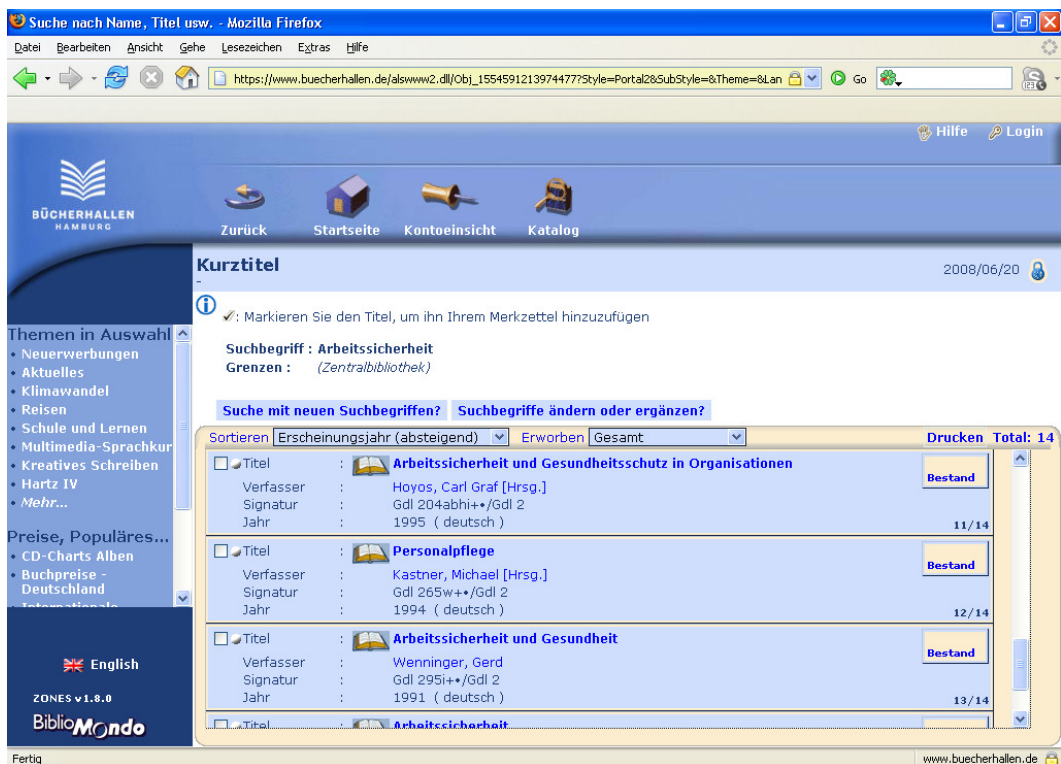 Suche nach Name, Titel usw. - Mozilla Firefox
Datei Bearbeiten Ansicht Gehe Lesezeichen Extras Hilfe
https://www.buecherhallen.de/alswww2.dll/Obj_1554591213974477?Style=Portal2&SubStyle=&Theme=&Lan Go
123
Hilfe Login
BÜCHERHALLEN
HAMBURG
Zurück Startseite Kontoeinsicht Katalog
Kurztitel
-
2008/06/20
✓: Markieren Sie den Titel, um ihn Ihrem Merkzettel hinzuzufügen
Suchbegriff : Arbeitssicherheit
Grenzen : (Zentralbibliothek)
Suche mit neuen Suchbegriffen? Suchbegriffe ändern oder ergänzen?
Sortieren Erscheinungsjahr (absteigend) Erworben Gesamt Drucken Total: 14
Titel : Arbeitssicherheit und Gesundheitsschutz in Organisationen
Bestand
Verfasser : Hoyos, Carl Graf [Hrsg.]
Signatur : Gdl 204abhi+•/Gdl 2
Jahr : 1995 ( deutsch )
11/14
Titel : Personalpflege
Bestand
Verfasser : Kastner, Michael [Hrsg.]
Signatur : Gdl 265w+•/Gdl 2
Jahr : 1994 ( deutsch )
12/14
Titel : Arbeitssicherheit und Gesundheit
Bestand
Verfasser : Wenninger, Gerd
Signatur : Gdl 295i+•/Gdl 2
Jahr : 1991 ( deutsch )
13/14
Titel : Arbeitssicherheit
Themen in Auswahl
• Neuerwerbungen
• Aktuelles
• Klimawandel
• Reisen
• Schule und Lernen
• Multimedia-Sprachkur
• Kreatives Schreiben
• Hartz IV
• Mehr...
Preise, Populäres...
• CD-Charts Alben
• Buchpreise -
Deutschland
• Internationale
English
ZONES v1.8.0
BiblioMondo
Fertig
www.buecherhallen.de